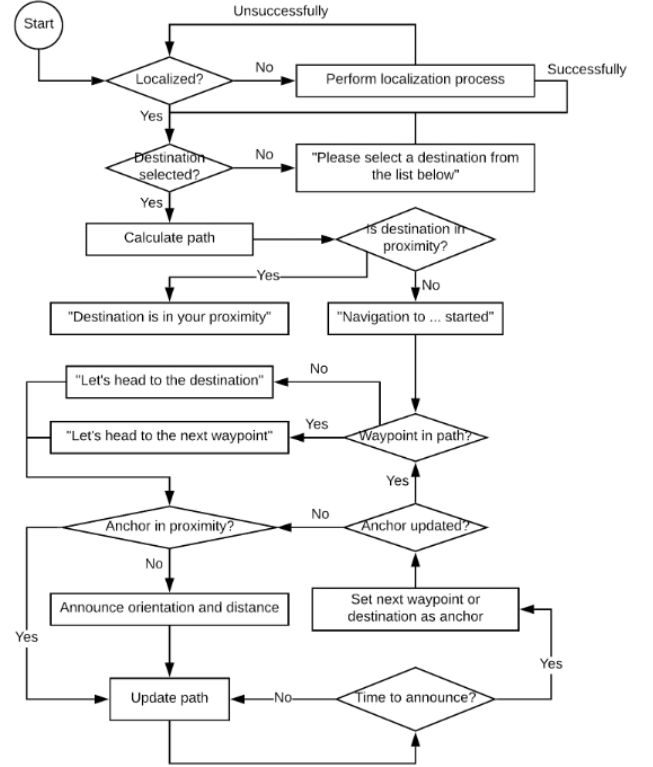 Start
Unsuccessfully
Localized?
No
Perform localization process
Successfully
Yes
Destination
selected?
No
"Please select a destination from
the list below"
Yes
Calculate path
Is destination in
proximity?
Yes
No
"Destination is in your proximity"
"Navigation to ... started"
"Let's head to the destination"
No
"Let's head to the next waypoint"
Yes
Waypoint in path?
Yes
Anchor in proximity?
No
Anchor updated?
No
Announce orientation and distance
Set next waypoint or
destination as anchor
Yes
Yes
Update path
No
Time to announce?